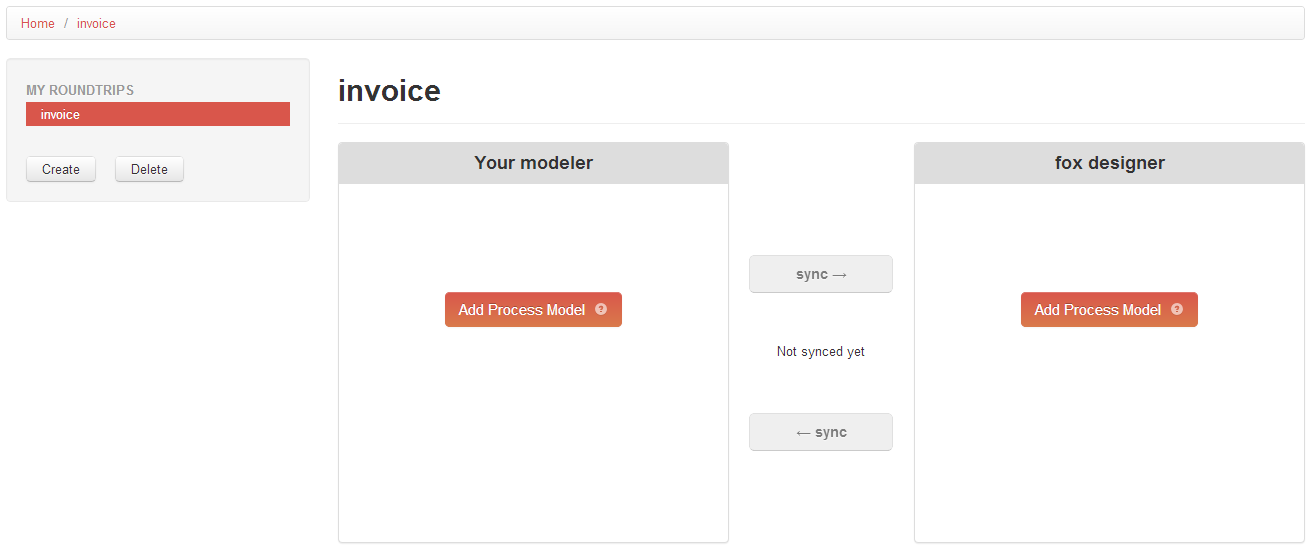 Home / invoice
MY ROUNDTRIPS
invoice
Create Delete
invoice
Your modeler
Add Process Model ?
sync →
Not synced yet
← sync
fox designer
Add Process Model ?